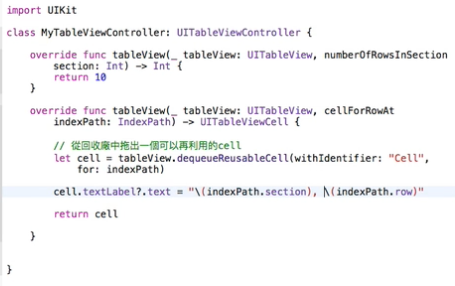 import UIKit
class MyTableViewController: UITableViewController {
override func tableView(_ tableView: UITableView, numberOfRowsInSection
section: Int) -> Int {
return 10
}
override func tableView(_ tableView: UITableView, cellForRowAt
indexPath: IndexPath) -> UITableViewCell {
// 從回收廠中拖出一個可以再利用的cell
let cell = tableView.dequeueReusableCell(withIdentifier: "Cell",
for: indexPath)
cell.textLabel?.text = "\(indexPath.section), \(indexPath.row)"
return cell
}
}